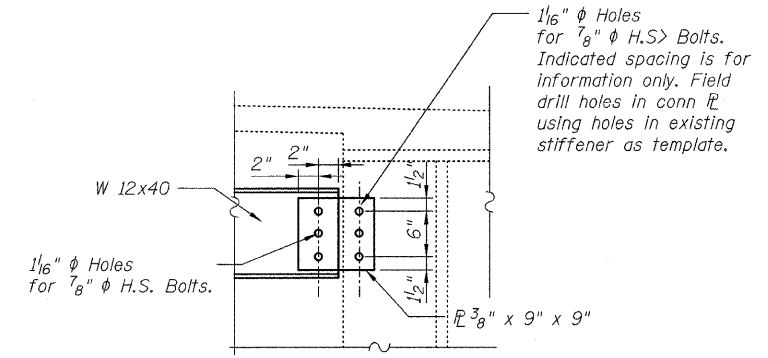 1 1/16" ϕ Holes
for 7/8" ϕ H.S> Bolts.
Indicated spacing is for
information only. Field
drill holes in conn ⅊
using holes in existing
stiffener as template.
2"
2"
1 1/2"
W 12x40
6"
1 1/16" ϕ Holes
for 7/8" ϕ H.S. Bolts.
1 1/2"
⅊ 3/8" x 9" x 9"